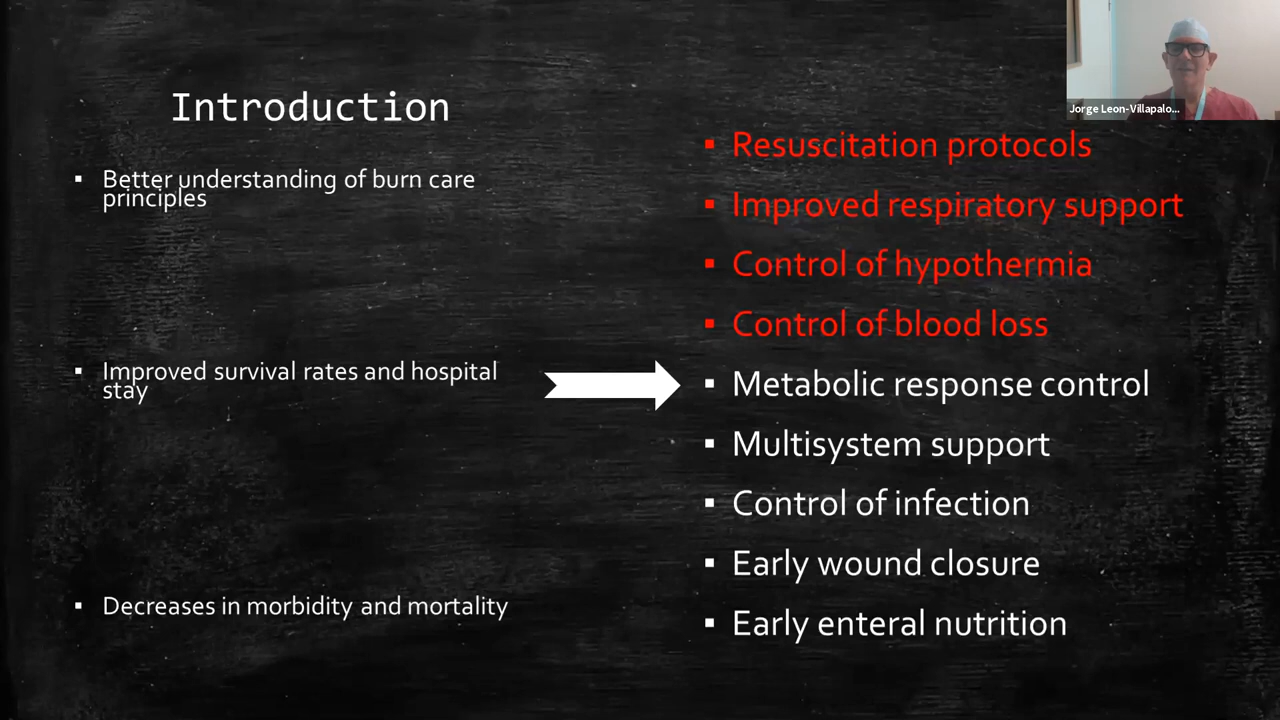 Introduction
▪ Better understanding of burn care
principles
▪ Improved survival rates and hospital
stay
▪ Decreases in morbidity and mortality
▪ Resuscitation protocols
▪ Improved respiratory support
▪ Control of hypothermia
▪ Control of blood loss
▪ Metabolic response control
▪ Multisystem support
▪ Control of infection
▪ Early wound closure
▪ Early enteral nutrition
Jorge Leon-Villapalo...